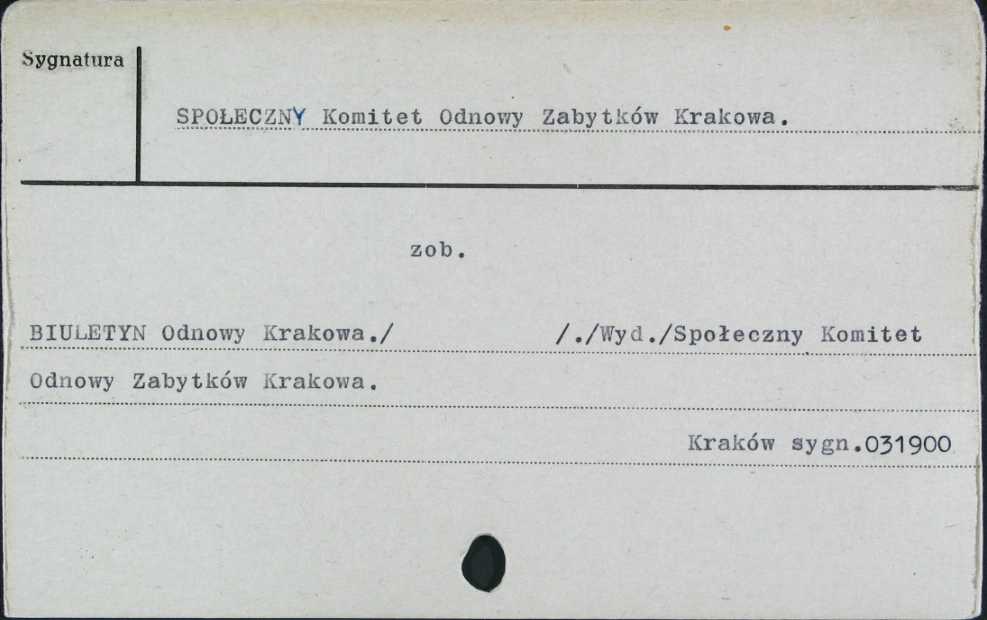 Sygnatura
SPOŁECZNY Komitet Odnowy Zabytków Krakowa.
zob.
BIULETYN Odnowy Krakowa./ /./Wyd./Społeczny Komitet
Odnowy Zabytków Krakowa.
Kraków sygn.031900